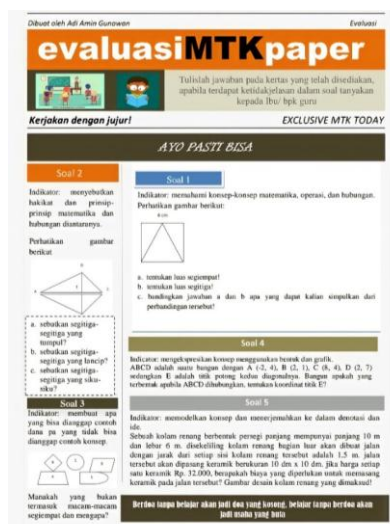 Dibuat oleh Adi Amin Gunawan
Evaluasi
evaluasiMTKpaper
Tulislah jawaban pada kertas yang telah disediakan,
apabila terdapat ketidakjelasan dalam soal tanyakan
kepada Ibu/ bpk guru
Kerjakan dengan jujur!
EXCLUSIVE MTK TODAY
AYO PASTI BISA
Soal 2
Indikator: menyebutkan
hakikat dan prinsip-
prinsip matematika dan
hubungan diantaranya.
Perhatikan gambar
berikut
a. sebutkan segitiga-
segitiga yang
tumpul?
b. sebutkan segitiga-
segitiga yang lancip?
c. sebutkan segitiga-
segitiga yang siku-
siku?
Soal 3
Indikator: membuat apa
yang bisa dianggap contoh
dana pa yang tidak bisa
dianggap contoh konsep.
Manakah yang bukan
termasuk macam-macam
segiempat dan mengapa?
Soal 1
Indikator: memahami konsep-konsep matematika, operasi, dan hubungan.
Perhatikan gambar berikut:
a. temukan luas segiempat!
b. temukan luas segitiga!
c. bandingkan jawaban a dan b apa yang dapat kalian simpulkan dari
perbandingan tersebut?
Soal 4
Indicator: mengekspresikan konsep menggunakan bentuk dan grafik.
ABCD adalah suatu bangun dengan A (-2, 4), B (2, 1), C (8, 4), D (2, 7)
sedangkan E adalah titik potong kedua diagonalnya. Bangun apakah yang
terbentuk apabila ABCD dihubungkan, tentukan koordinat titik E?
Soal 5
Indikator: memodelkan konsep dan menerjemahkan ke dalam denotasi dan
ide.
Sebuah kolam renang berbentuk persegi panjang mempunyai panjang 10 m
dan lebar 6 m. disekeliling kolam renang bagian luar akan dibuat jalan
dengan jarak dari setiap sisi kolam renang tersebut adalah 1,5 m. jalan
tersebut akan dipasang keramik berukuran 10 dm x 10 dm. jika harga setiap
satu keramik Rp. 32.000, berapakah biaya yang diperlukan untuk memasang
keramik pada jalan tersebut? Gambar desain kolam renang yang dimaksud!
Berdoa tanpa belajar akan jadi doa yang kosong, belajar tanpa berdoa akan
jadi usaha yang buta